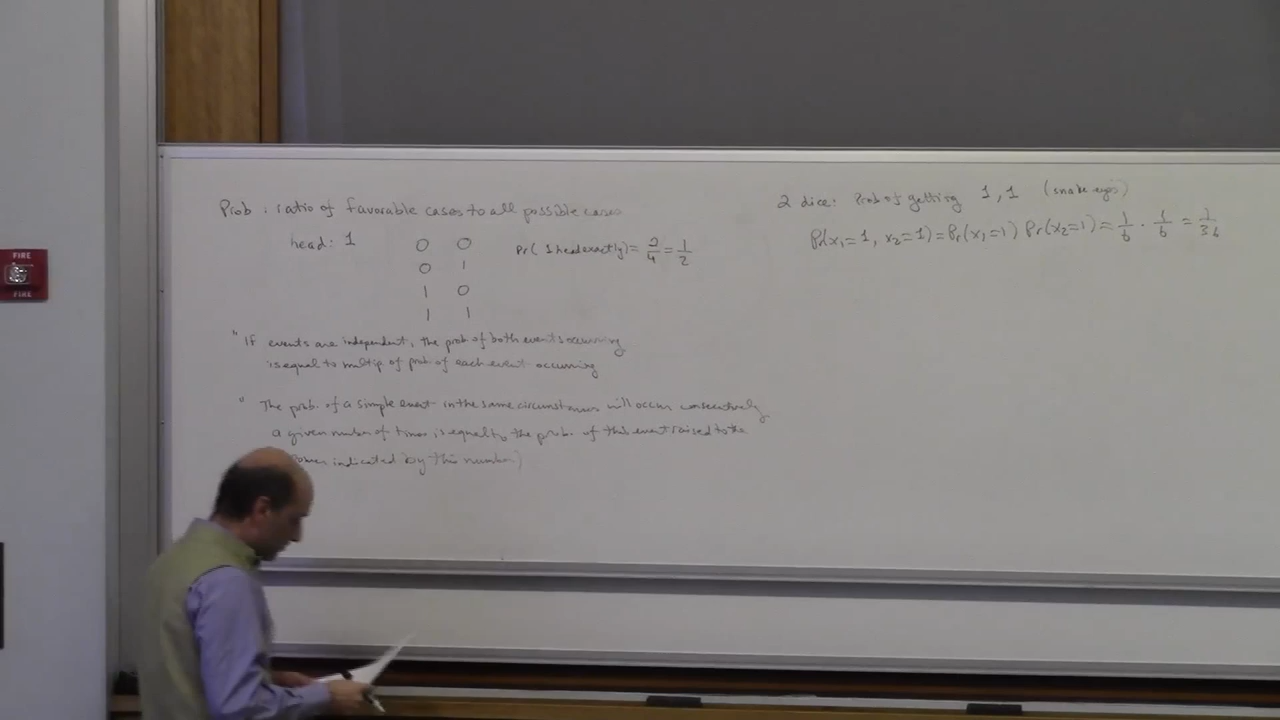 FIRE
FIRE
Prob : ratio of favorable cases to all possible cases
head: 1
0 0
0 1
1 0
1 1
Pr( 1 head exactly) = 2/4 = 1/2
" If events are independent, the prob of both events occurring
is equal to multip of prob of each event occurring
" The prob. of a simple event in the same circumstances will occur consecutively
a given number of times is equal to the prob. of this event raised to the
indicated by this number)
2 dice: Prob of getting 1, 1 (snake eyes)
Pr(x₁=1, x₂=1) = Pr(x₁=1) Pr(x₂=1) = 1/6 · 1/6 = 1/36